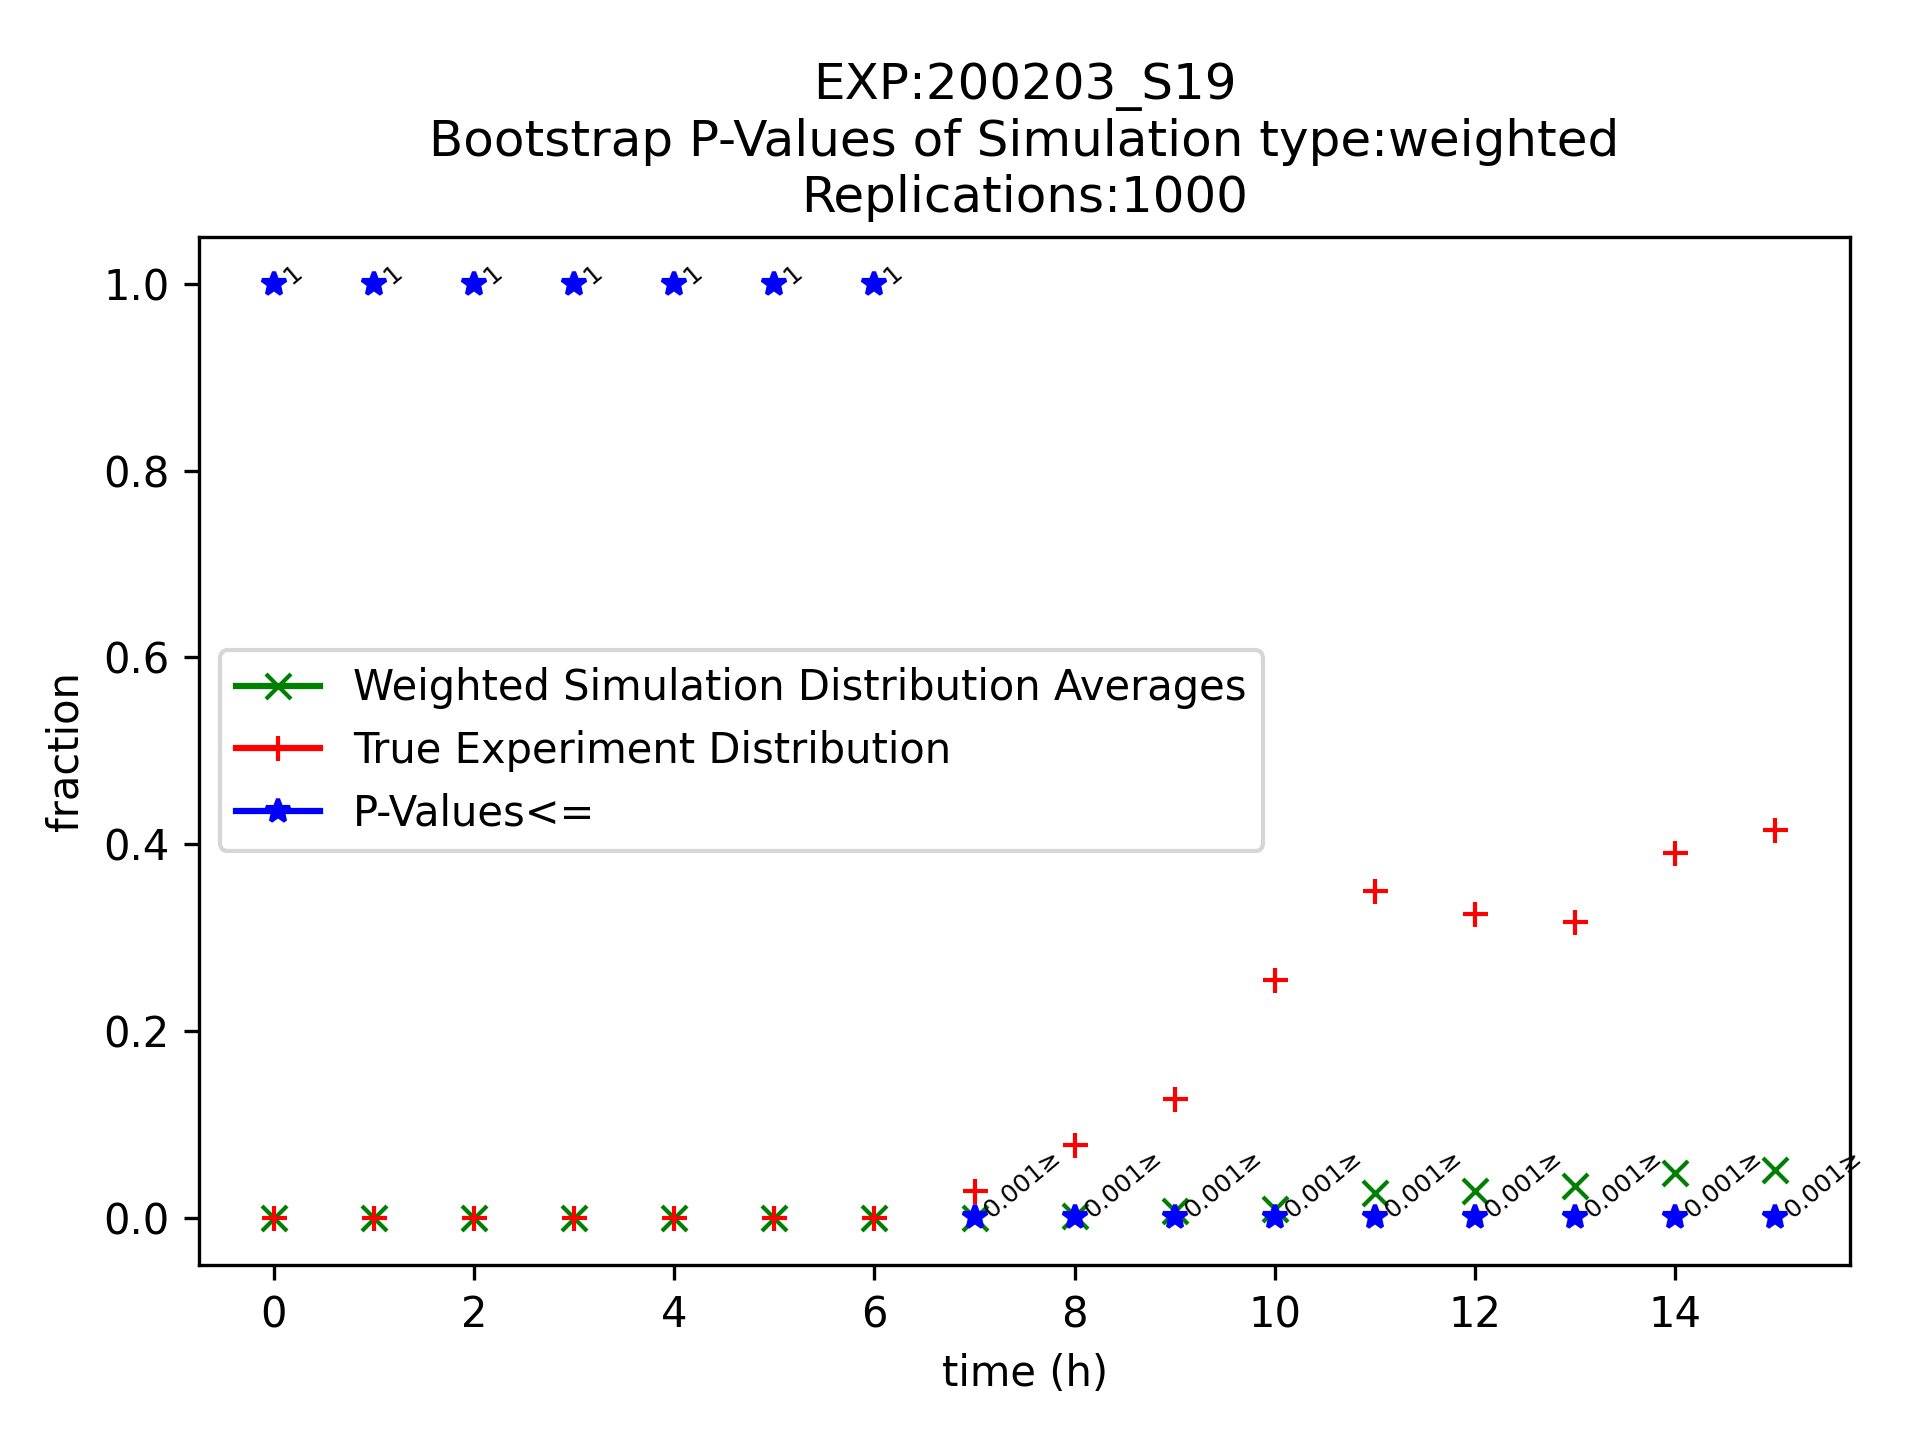 EXP:200203_S19
Bootstrap P-Values of Simulation type:weighted
Replications:1000
1.0
0.8
0.6
0.4
0.2
0.0
fraction
1 1 1 1 1 1 1
Weighted Simulation Distribution Averages
True Experiment Distribution
P-Values<=
0.001≥ 0.001≥ 0.001≥ 0.001≥ 0.001≥ 0.001≥ 0.001≥ 0.001≥ 0.001≥
0 2 4 6 8 10 12 14
time (h)